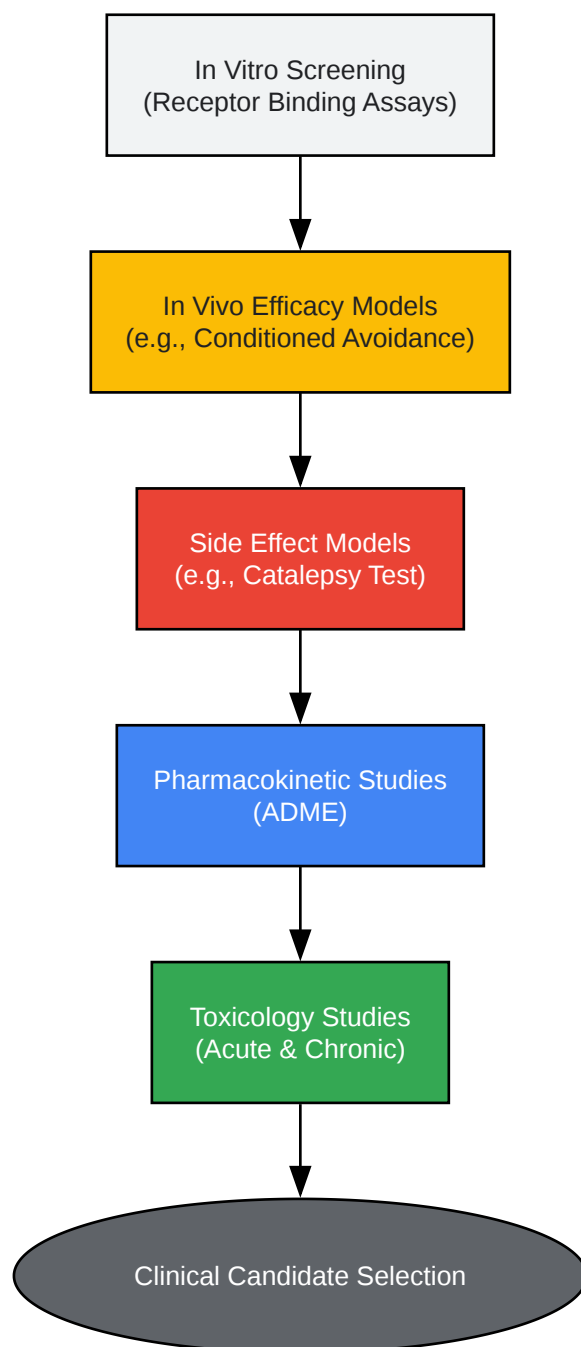 In Vitro Screening
(Receptor Binding Assays)
In Vivo Efficacy Models
(e.g., Conditioned Avoidance)
Side Effect Models
(e.g., Catalepsy Test)
Pharmacokinetic Studies
(ADME)
Toxicology Studies
(Acute & Chronic)
Clinical Candidate Selection